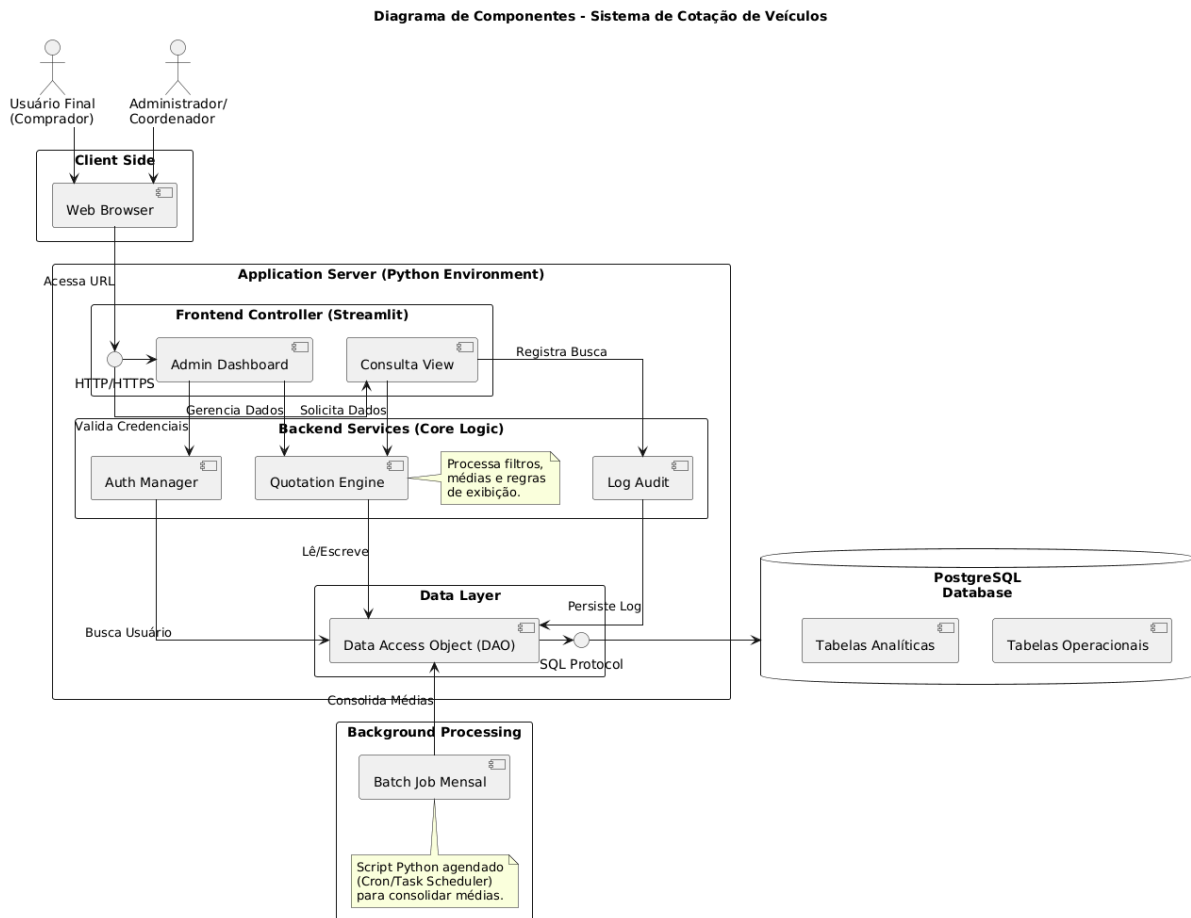 Diagrama de Componentes - Sistema de Cotação de Veículos
Usuário Final
(Comprador)
Administrador/
Coordenador
Client Side
Web Browser
Acessa URL
Application Server (Python Environment)
Frontend Controller (Streamlit)
Admin Dashboard
Consulta View
Registra Busca
HTTP/HTTPS
Gerencia Dados
Solicita Dados
Valida Credenciais
Backend Services (Core Logic)
Auth Manager
Quotation Engine
Processa filtros,
médias e regras
de exibição.
Log Audit
Lê/Escreve
PostgreSQL
Database
Data Layer
Persiste Log
Busca Usuário
Data Access Object (DAO)
SQL Protocol
Tabelas Analíticas
Tabelas Operacionais
Consolida Médias
Background Processing
Batch Job Mensal
Script Python agendado
(Cron/Task Scheduler)
para consolidar médias.